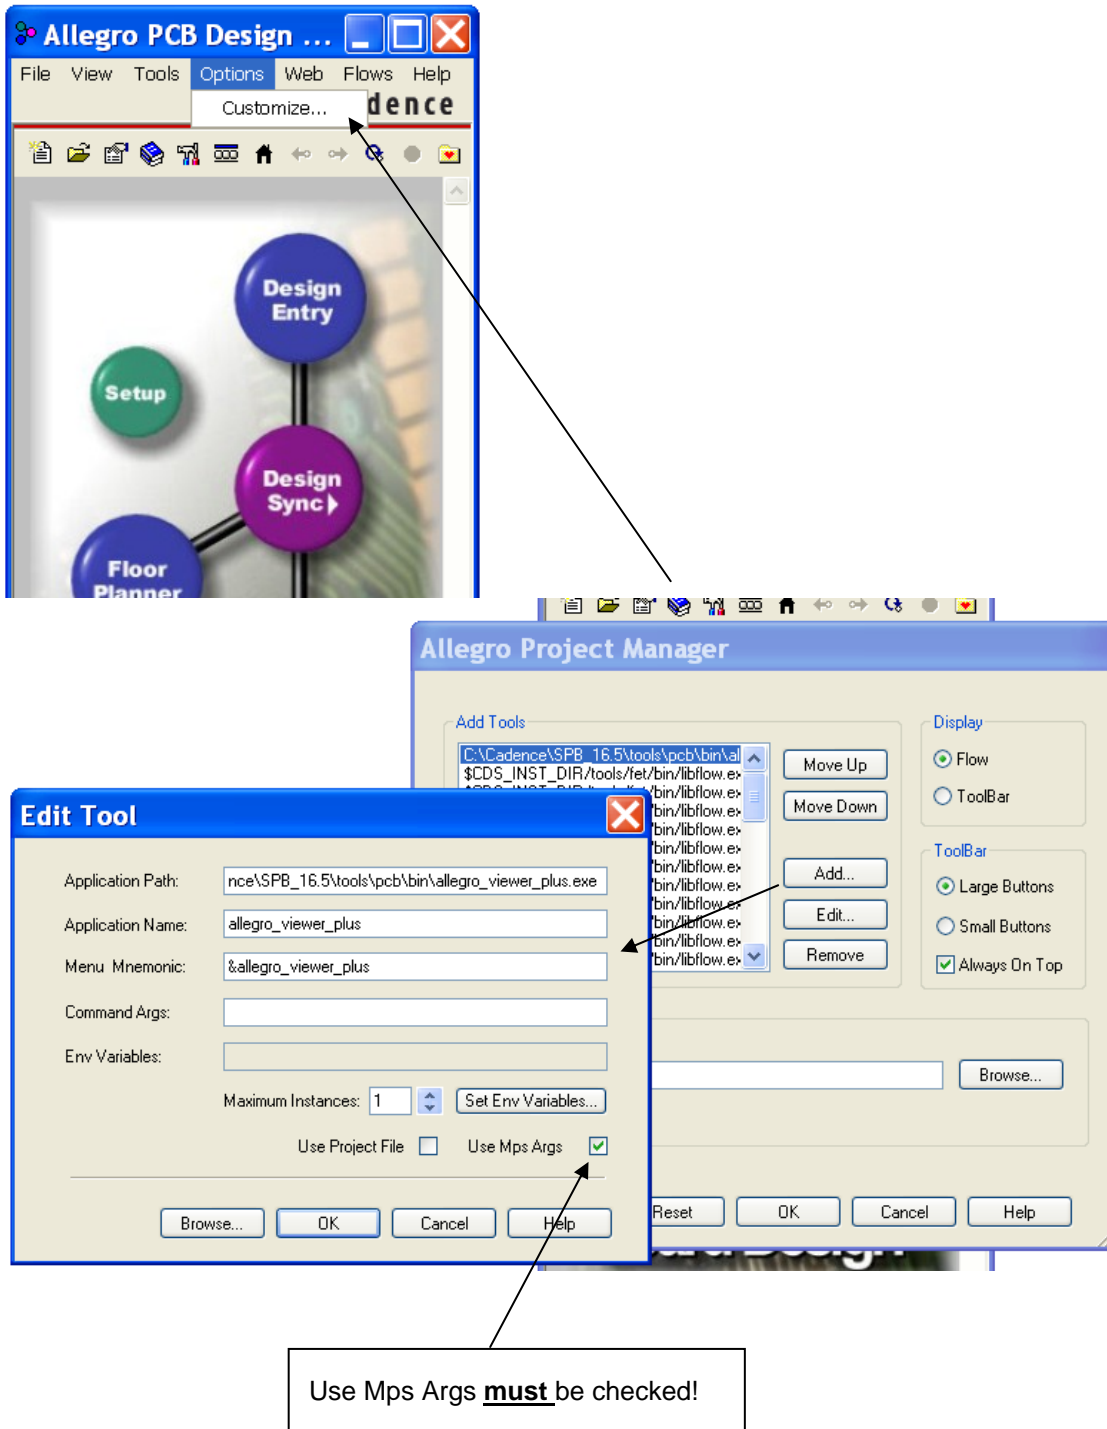 Allegro PCB Design ...
File View Tools Options Web Flows Help
Customize...
dence
Design
Entry
Setup
Design
Sync
Floor
Planner
Allegro Project Manager
Add Tools
Display
C:\Cadence\SPB_16.5\tools\pcb\bin\al
$CDS_INST_DIR/tools/fet/bin/libflow.ex
/bin/libflow.ex
/bin/libflow.ex
/bin/libflow.ex
/bin/libflow.ex
/bin/libflow.ex
/bin/libflow.ex
/bin/libflow.ex
/bin/libflow.ex
/bin/libflow.ex
/bin/libflow.ex
Move Up
Move Down
Add...
Edit...
Remove
Flow
ToolBar
ToolBar
Large Buttons
Small Buttons
Always On Top
Browse...
Reset OK Cancel Help
Design
Edit Tool
Application Path: nce\SPB_16.5\tools\pcb\bin\allegro_viewer_plus.exe
Application Name: allegro_viewer_plus
Menu Mnemonic: &allegro_viewer_plus
Command Args:
Env Variables:
Maximum Instances: 1 Set Env Variables...
Use Project File Use Mps Args
Browse... OK Cancel Help
Use Mps Args must be checked!